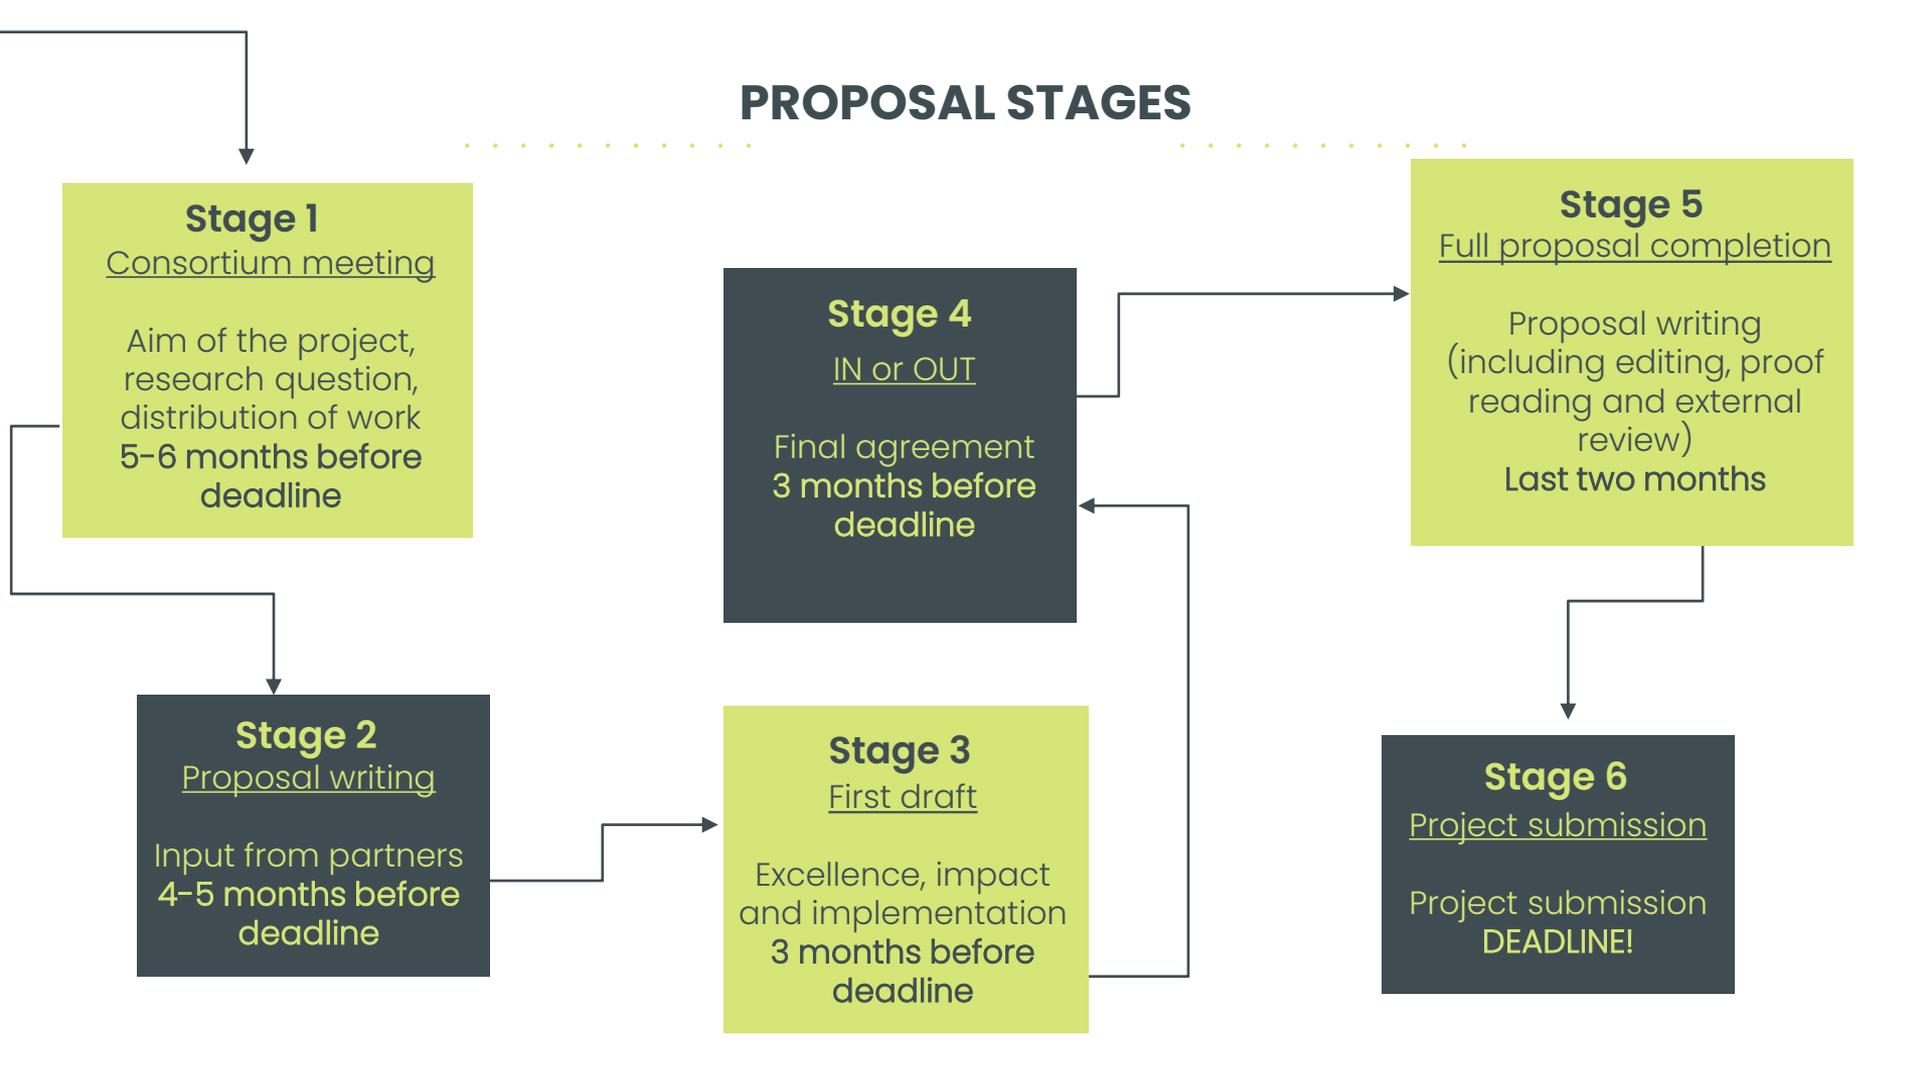 PROPOSAL STAGES
Stage 1
Consortium meeting
Aim of the project,
research question,
distribution of work
5-6 months before
deadline
Stage 2
Proposal writing
Input from partners
4-5 months before
deadline
Stage 3
First draft
Excellence, impact
and implementation
3 months before
deadline
Stage 4
IN or OUT
Final agreement
3 months before
deadline
Stage 5
Full proposal completion
Proposal writing
(including editing, proof
reading and external
review)
Last two months
Stage 6
Project submission
Project submission
DEADLINE!